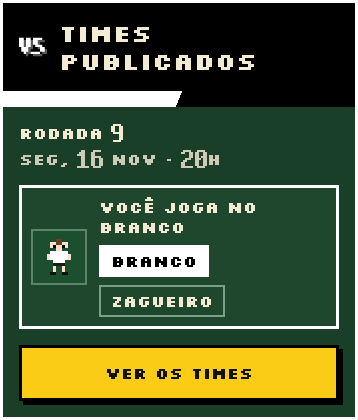 VS
TIMES
PUBLICADOS
RODADA 9
SEG, 16 NOV · 20H
VOCÊ JOGA NO
BRANCO
BRANCO
ZAGUEIRO
VER OS TIMES